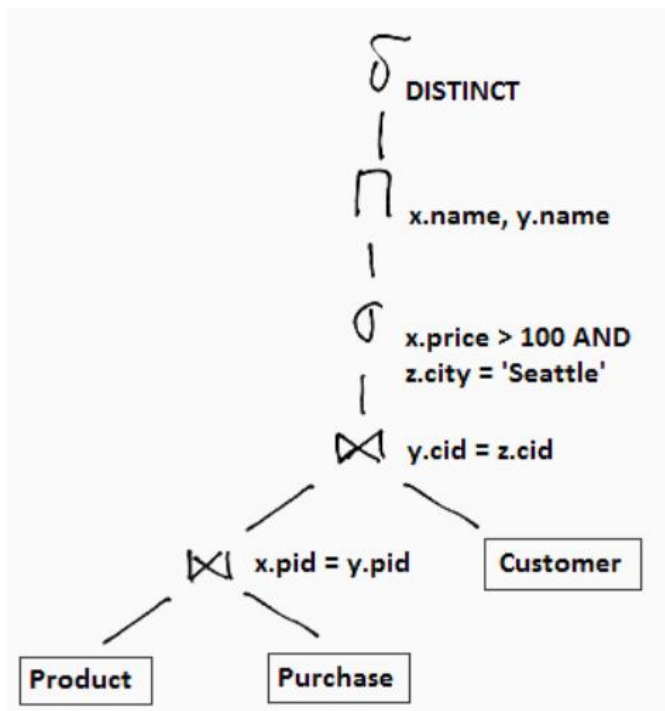 δ DISTINCT
Π x.name, y.name
σ x.price > 100 AND
z.city = 'Seattle'
⋈ y.cid = z.cid
⋈ x.pid = y.pid
Customer
Product
Purchase